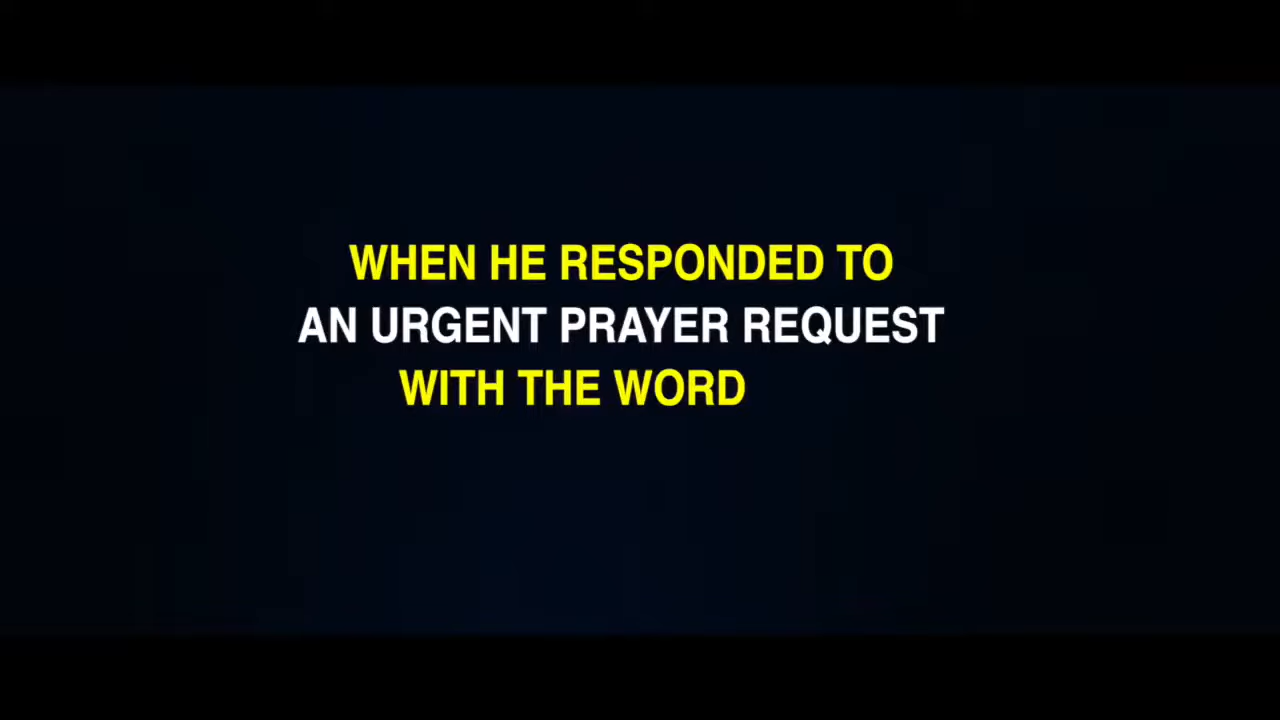 WHEN HE RESPONDED TO
AN URGENT PRAYER REQUEST
WITH THE WORD